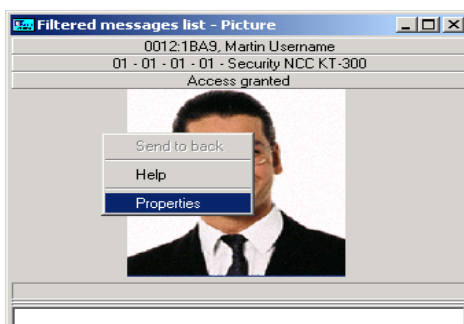 Filtered messages list - Picture
0012:1BA9, Martin Username
01 - 01 - 01 - 01 - Security NCC KT-300
Access granted
Send to back
Help
Properties